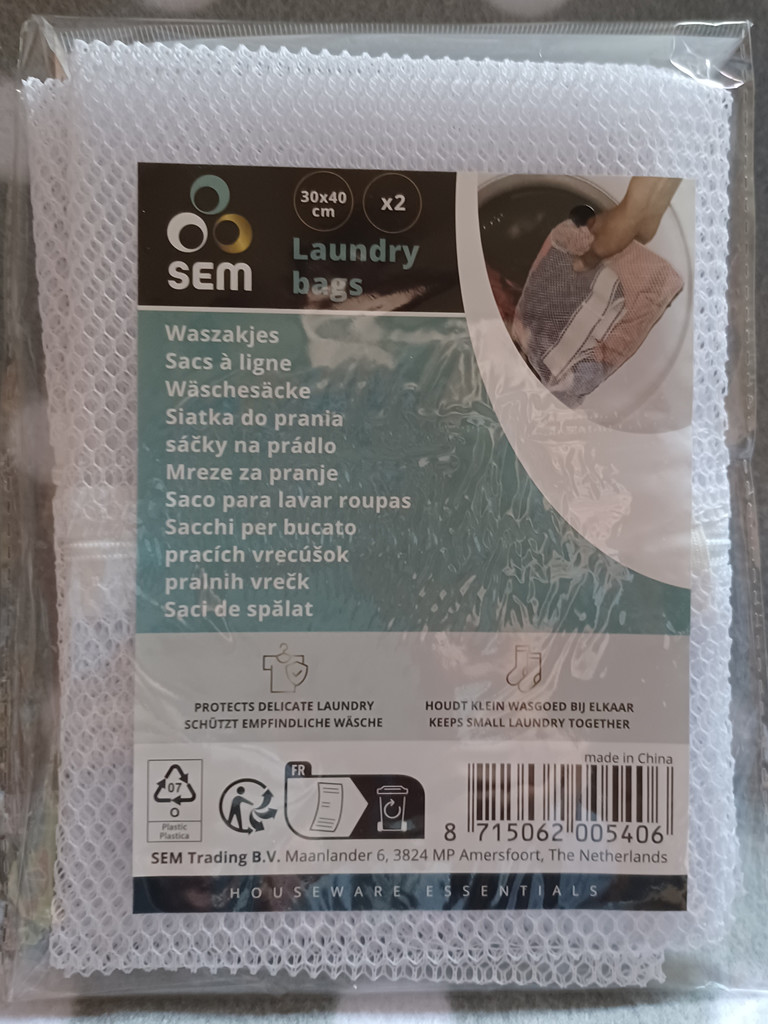 SEM
30x40
cm
x2
Laundry
bags
Waszakjes
Sacs à ligne
Wäschesäcke
Siatka do prania
sáčky na prádlo
Mreze za pranje
Saco para lavar roupas
Sacchi per bucato
pracích vrecúšok
pralnih vrečk
Saci de spălat
PROTECTS DELICATE LAUNDRY
SCHÜTZT EMPFINDLICHE WÄSCHE
HOUDT KLEIN WASGOED BIJ ELKAAR
KEEPS SMALL LAUNDRY TOGETHER
made in China
07
O
Plastic
Plastica
FR
8 715062 005406
SEM Trading B.V. Maanlander 6, 3824 MP Amersfoort, The Netherlands
HOUSEWARE ESSENTIALS